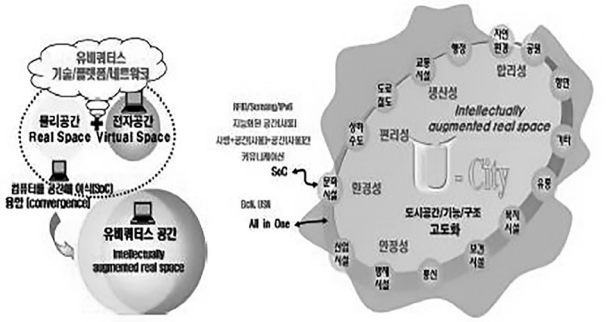 유비쿼터스
기술/플랫폼/네트워크
물리공간
Real Space
+
전자공간
Virtual Space
컴퓨터를 공간에 이식(SoC)
융합 (convergence)
유비쿼터스 공간
Intellectually
augmented real space
RFID/Sensing/IPv6
지능화된 공간(사물)
사람+공간(사물)+공간(사물)간
커뮤니케이션
SoC
BcN, USN
All in One
자연
환경
공원
항만
기타
유통
복지
시설
보건
시설
통신
방재
시설
산업
시설
문화
시설
상하
수도
도로
철도
교통
시설
행정
합리성
생산성
편리성
환경성
안정성
Intellectually
augmented real space
U - City
도시공간/기능/구조
고도화